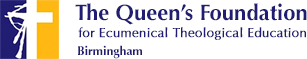 The Queen's Foundation
for Ecumenical Theological Education
Birmingham